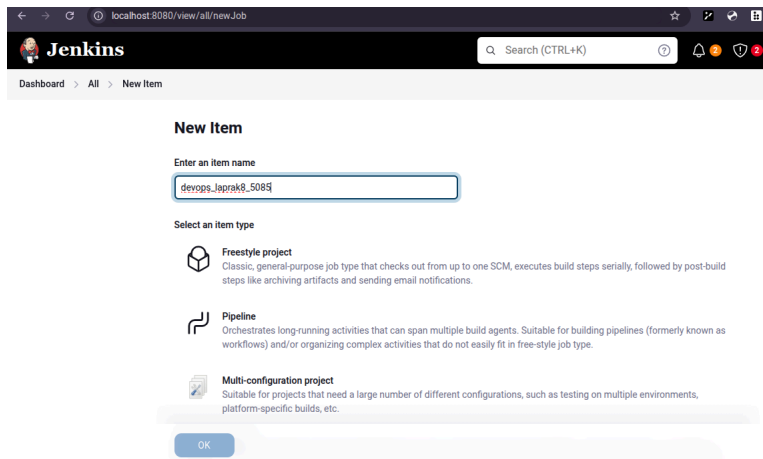 localhost:8080/view/all/newJob
Jenkins
Search (CTRL+K)
2
2
Dashboard > All > New Item
New Item
Enter an item name
devops_laprak8_5085
Select an item type
Freestyle project
Classic, general-purpose job type that checks out from up to one SCM, executes build steps serially, followed by post-build
steps like archiving artifacts and sending email notifications.
Pipeline
Orchestrates long-running activities that can span multiple build agents. Suitable for building pipelines (formerly known as
workflows) and/or organizing complex activities that do not easily fit in free-style job type.
Multi-configuration project
Suitable for projects that need a large number of different configurations, such as testing on multiple environments,
platform-specific builds, etc.
OK